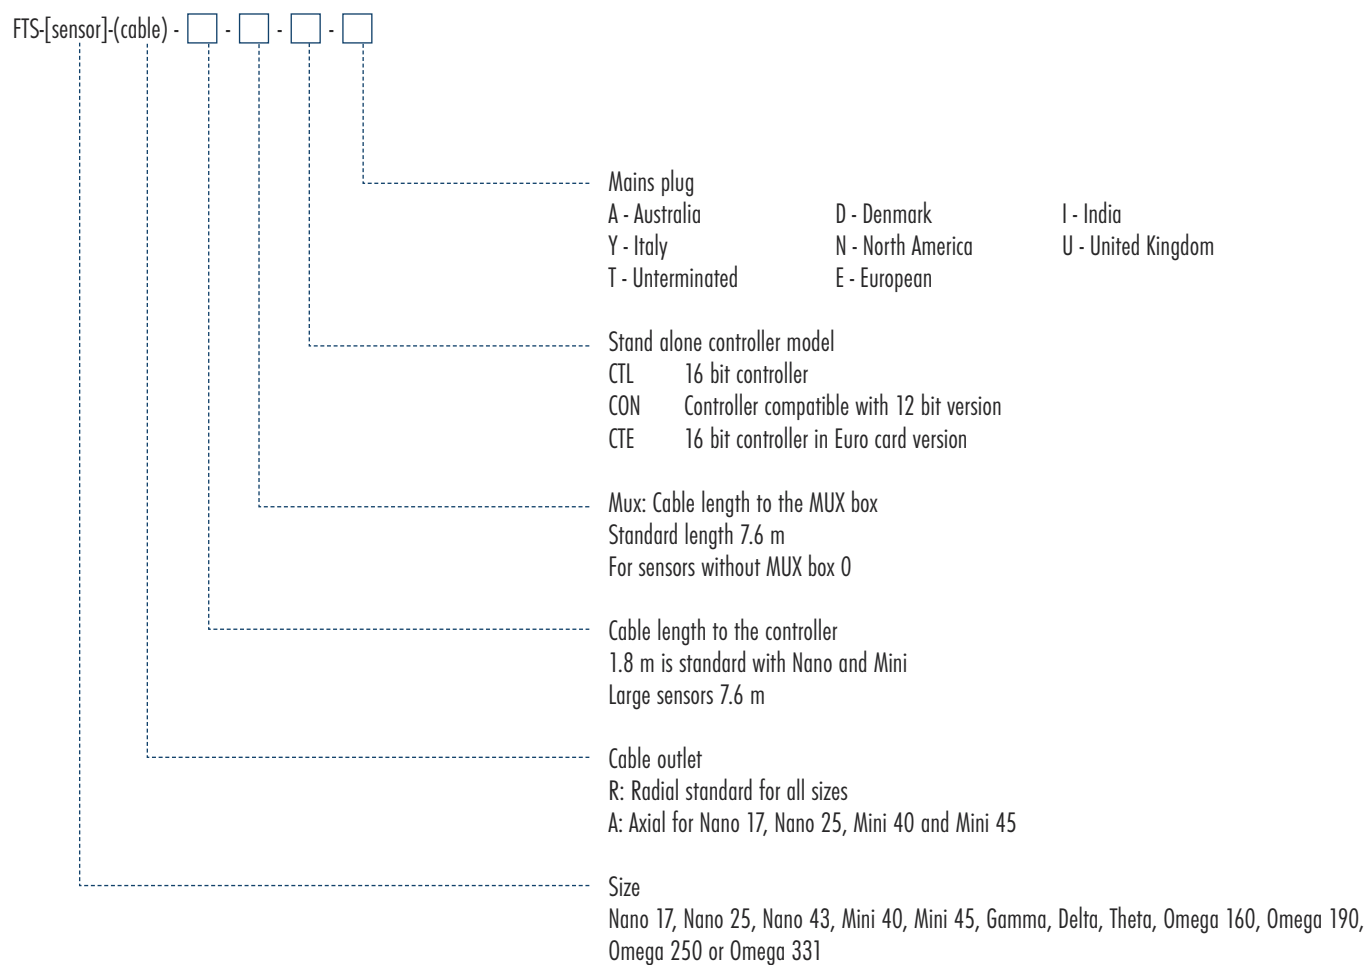 FTS-[sensor]-(cable) - - - -
Mains plug
A - Australia D - Denmark I - India
Y - Italy N - North America U - United Kingdom
T - Unterminated E - European
Stand alone controller model
CTL 16 bit controller
CON Controller compatible with 12 bit version
CTE 16 bit controller in Euro card version
Mux: Cable length to the MUX box
Standard length 7.6 m
For sensors without MUX box 0
Cable length to the controller
1.8 m is standard with Nano and Mini
Large sensors 7.6 m
Cable outlet
R: Radial standard for all sizes
A: Axial for Nano 17, Nano 25, Mini 40 and Mini 45
Size
Nano 17, Nano 25, Nano 43, Mini 40, Mini 45, Gamma, Delta, Theta, Omega 160, Omega 190,
Omega 250 or Omega 331